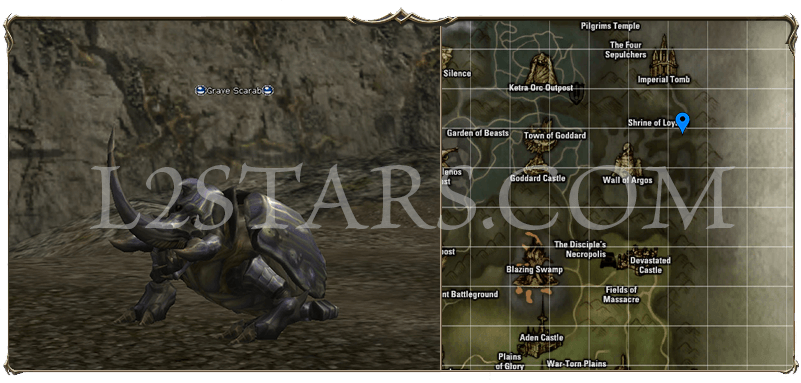 Grave Scarab
L2STARS.COM
Pilgrims Temple
The Four
Sepulchers
Silence
Imperial Tomb
Ketra Orc Outpost
Shrine of Loy
Garden of Beasts
Town of Goddard
Goddard Castle
Wall of Argos
The Disciple's
Necropolis
Devastated
Castle
Blazing Swamp
Fields of
Massacre
nt Battleground
Aden Castle
Plains
of Glory
War-Torn Plains